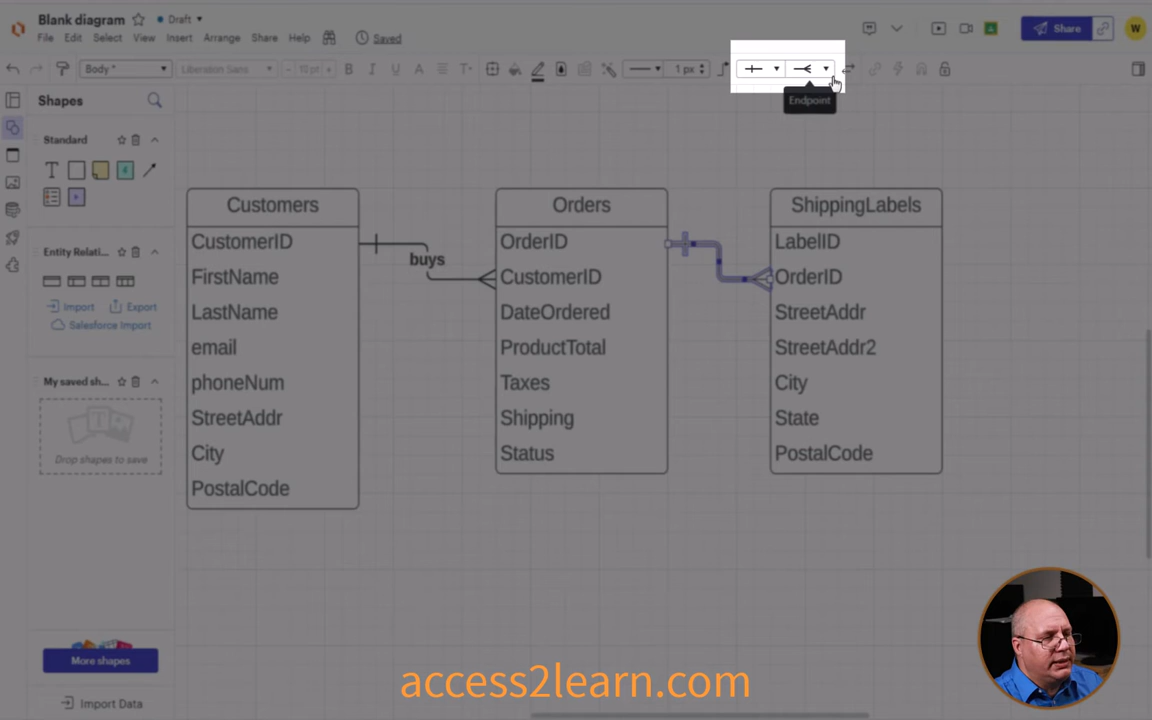 Blank diagram
Draft
File Edit Select View Insert Arrange Share Help
Saved
Share
W
Body *
Liberation Sans
10 pt
B I U A T
1 px
Endpoint
Shapes
Standard
T
Entity Relati...
Import Export
Salesforce Import
My saved sh...
Drop shapes to save
More shapes
Import Data
Customers
CustomerID
FirstName
LastName
email
phoneNum
StreetAddr
City
PostalCode
buys
Orders
OrderID
CustomerID
DateOrdered
ProductTotal
Taxes
Shipping
Status
ShippingLabels
LabelID
OrderID
StreetAddr
StreetAddr2
City
State
PostalCode
access2learn.com